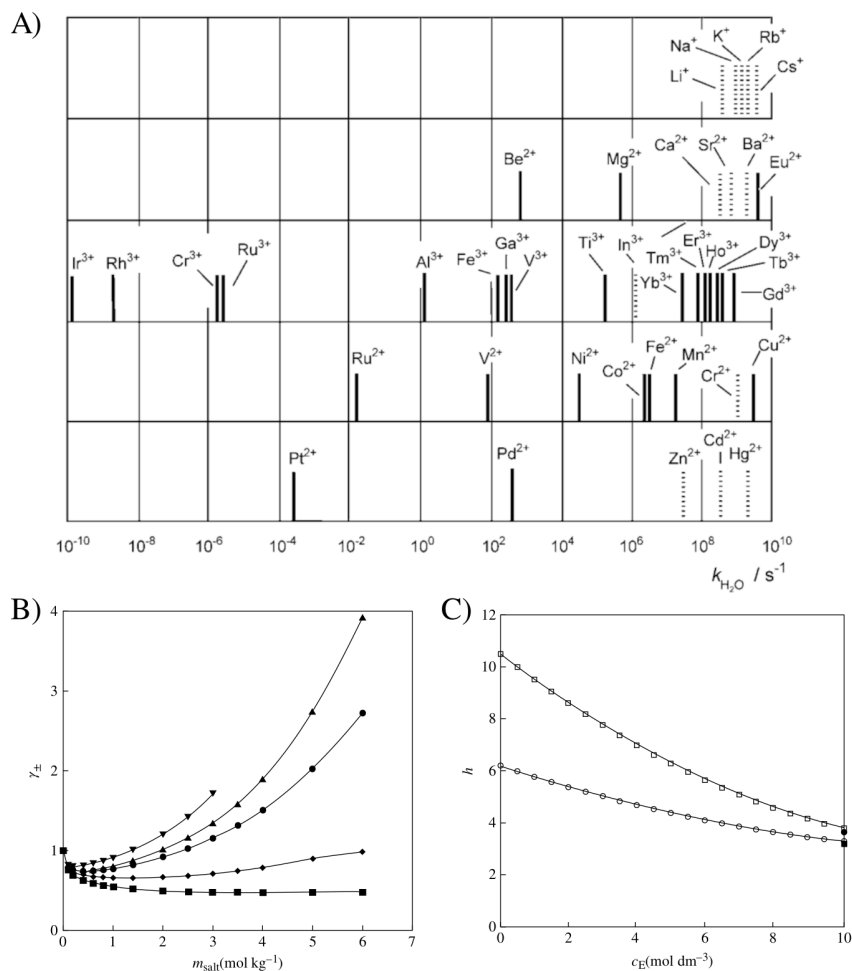 A)
K⁺
Na⁺ Rb⁺
Li⁺ Cs⁺
Be²⁺ Mg²⁺ Ca²⁺ Sr²⁺ Ba²⁺
Eu²⁺
Ir³⁺ Rh³⁺ Cr³⁺ Ru³⁺ Al³⁺ Fe³⁺ Ga³⁺ V³⁺ Ti³⁺ In³⁺ Er³⁺ Dy³⁺
Tm³⁺ Ho³⁺ Tb³⁺
Yb³⁺ Gd³⁺
Ru²⁺ V²⁺ Ni²⁺ Co²⁺ Fe²⁺ Mn²⁺ Cr²⁺ Cu²⁺
Pt²⁺ Pd²⁺ Zn²⁺ Cd²⁺ Hg²⁺
10⁻¹⁰ 10⁻⁸ 10⁻⁶ 10⁻⁴ 10⁻² 10⁰ 10² 10⁴ 10⁶ 10⁸ 10¹⁰
k_H₂O / s⁻¹
B)
4
3
2
1
0
γ±
0 1 2 3 4 5 6 7
m_salt(mol kg⁻¹)
C)
12
10
8
6
4
2
0
h
0 2 4 6 8 10
c_E(mol dm⁻³)